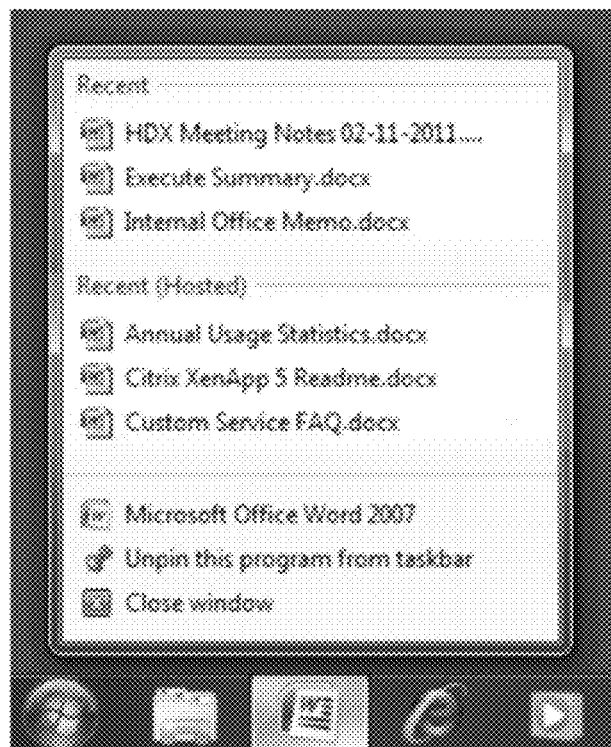 Recent
HDX Meeting Notes 02-11-2011....
Execute Summary.docx
Internal Office Memo.docx
Recent (Hosted)
Annual Usage Statistics.docx
Citrix XenApp 5 Readme.docx
Custom Service FAQ.docx
Microsoft Office Word 2007
Unpin this program from taskbar
Close window